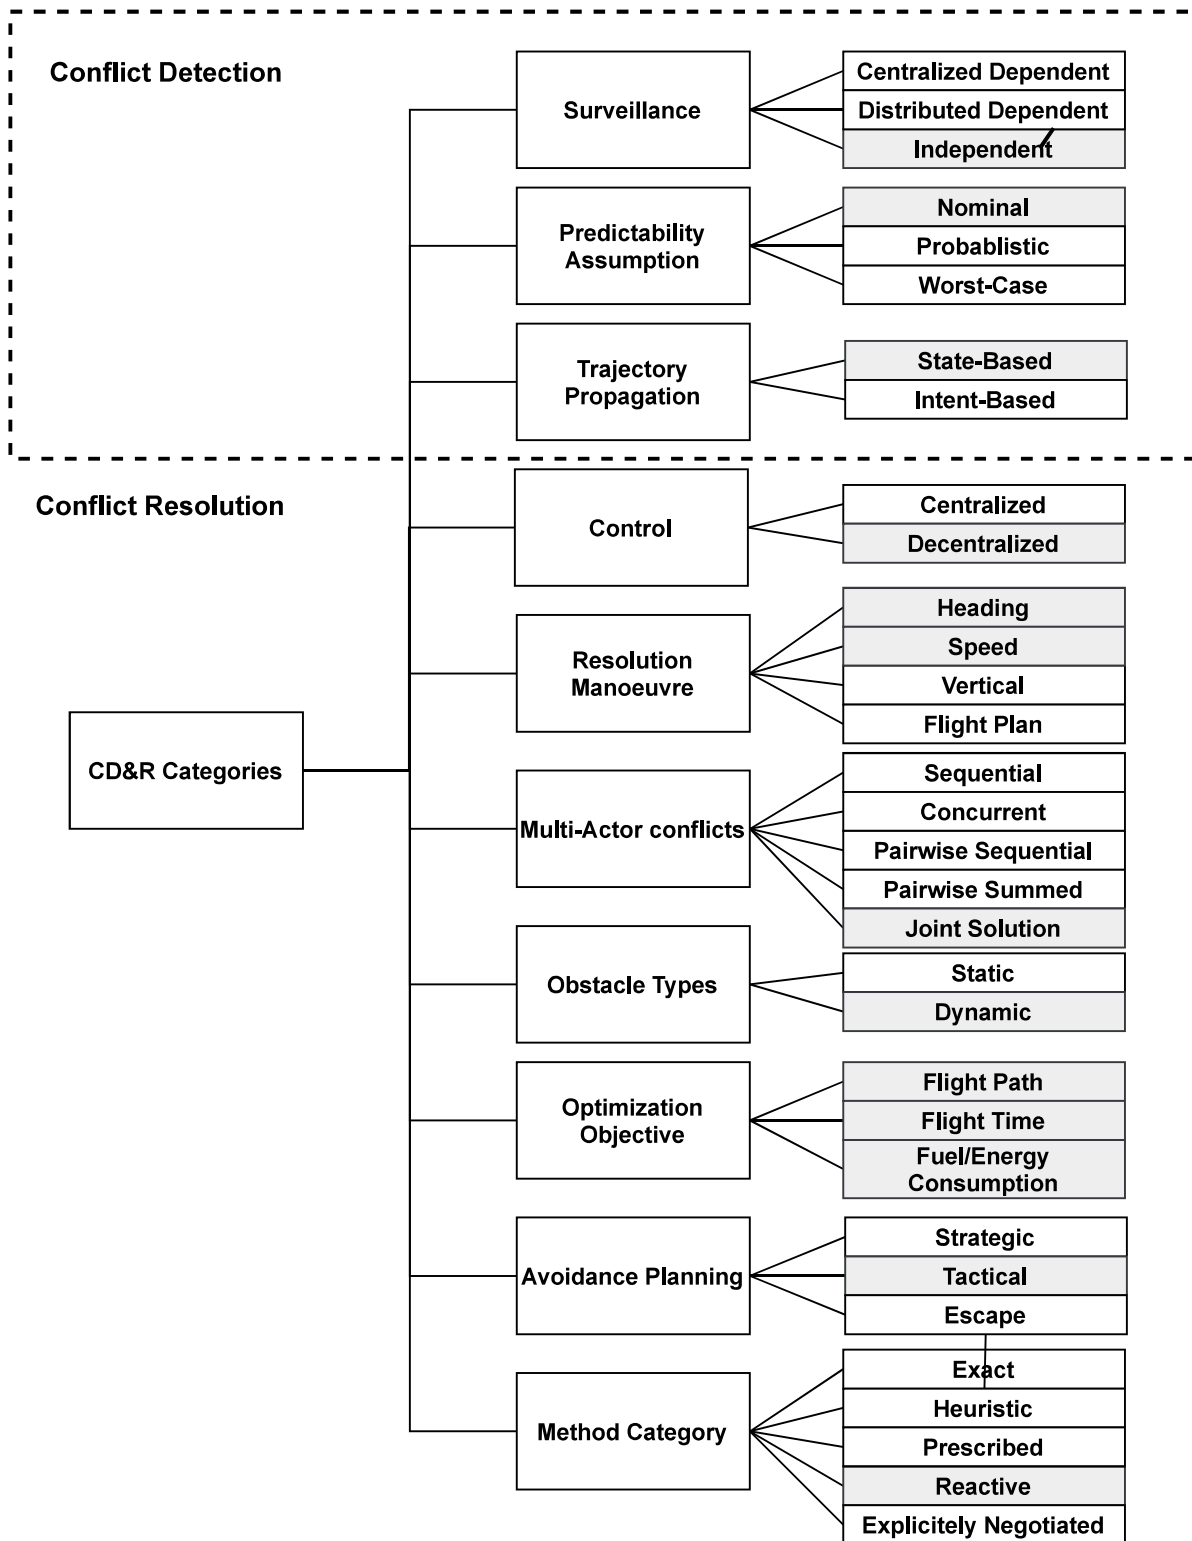 Conflict Detection
Surveillance
Centralized Dependent
Distributed Dependent
Independent
Predictability
Assumption
Nominal
Probablistic
Worst-Case
Trajectory
Propagation
State-Based
Intent-Based
Conflict Resolution
Control
Centralized
Decentralized
Resolution
Manoeuvre
Heading
Speed
Vertical
Flight Plan
CD&R Categories
Multi-Actor conflicts
Sequential
Concurrent
Pairwise Sequential
Pairwise Summed
Joint Solution
Obstacle Types
Static
Dynamic
Optimization
Objective
Flight Path
Flight Time
Fuel/Energy
Consumption
Avoidance Planning
Strategic
Tactical
Escape
Method Category
Exact
Heuristic
Prescribed
Reactive
Explicitely Negotiated